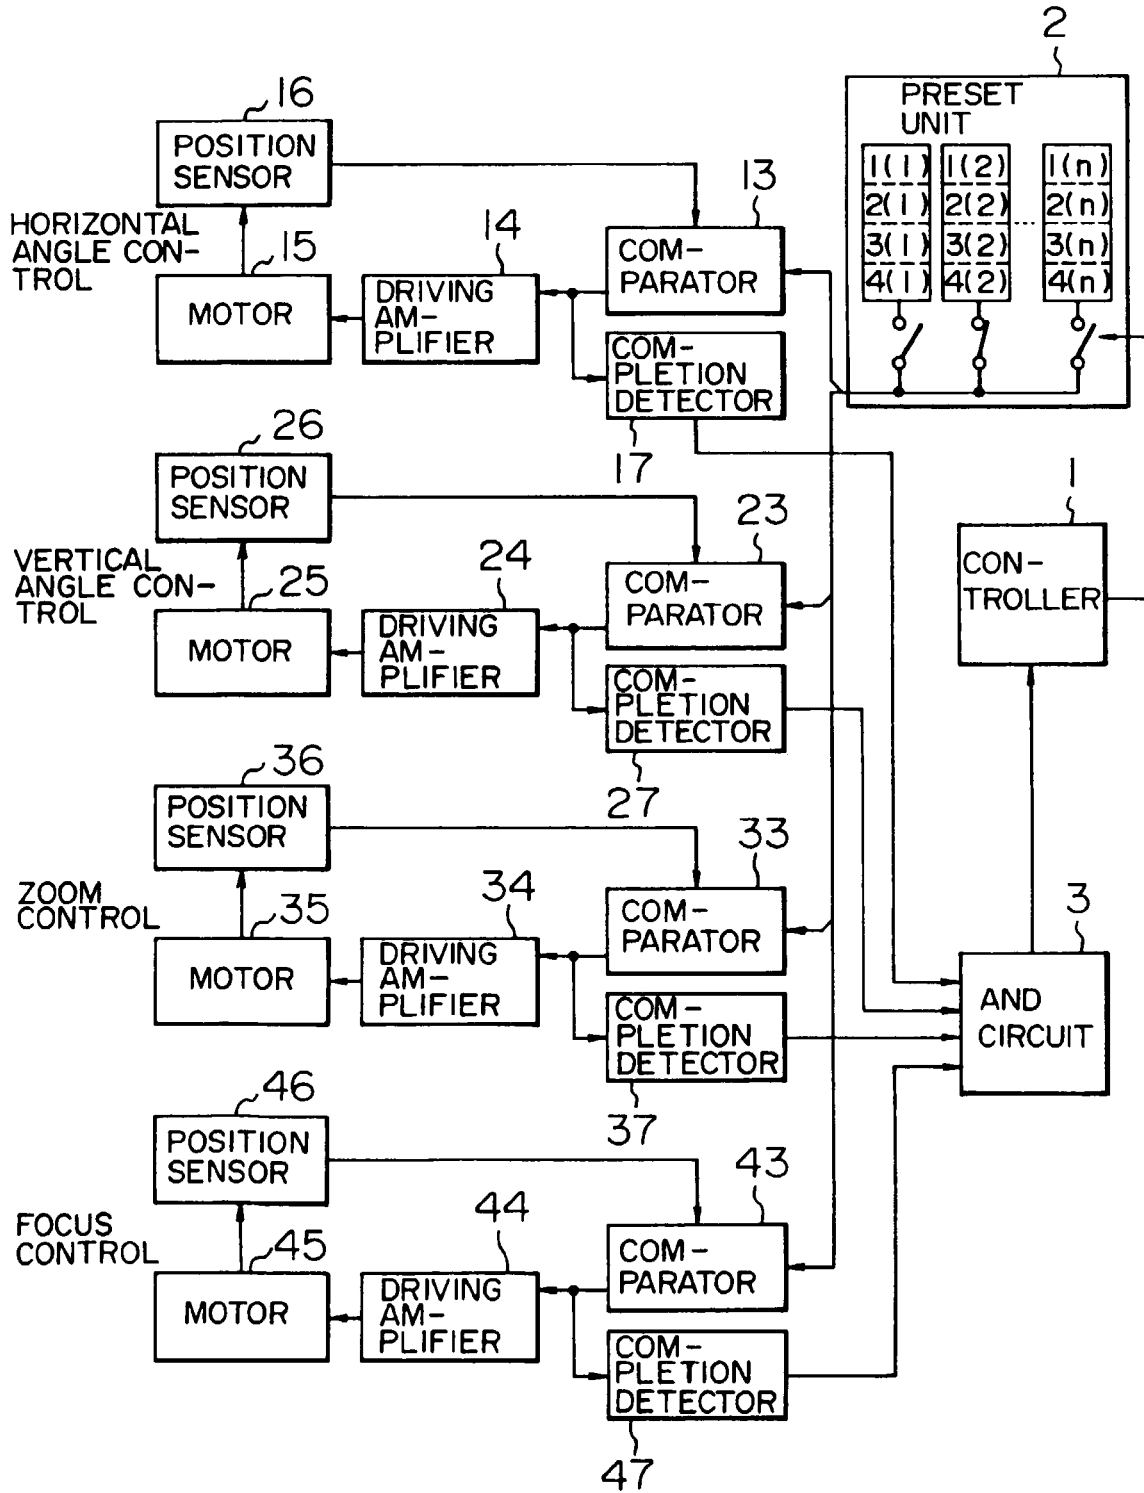 2
PRESET
UNIT
1(1) 1(2) 1(n)
2(1) 2(2) 2(n)
3(1) 3(2) 3(n)
4(1) 4(2) 4(n)
16
POSITION
SENSOR
HORIZONTAL
ANGLE CON-
TROL
15
MOTOR
14
DRIVING
AM-
PLIFIER
13
COM-
PARATOR
COM-
PLETION
DETECTOR
17
26
POSITION
SENSOR
VERTICAL
ANGLE CON-
TROL
25
MOTOR
24
DRIVING
AM-
PLIFIER
23
COM-
PARATOR
COM-
PLETION
DETECTOR
27
1
CON-
TROLLER
36
POSITION
SENSOR
ZOOM
CONTROL
35
MOTOR
34
DRIVING
AM-
PLIFIER
33
COM-
PARATOR
COM-
PLETION
DETECTOR
37
3
AND
CIRCUIT
46
POSITION
SENSOR
FOCUS
CONTROL
45
MOTOR
44
DRIVING
AM-
PLIFIER
43
COM-
PARATOR
COM-
PLETION
DETECTOR
47